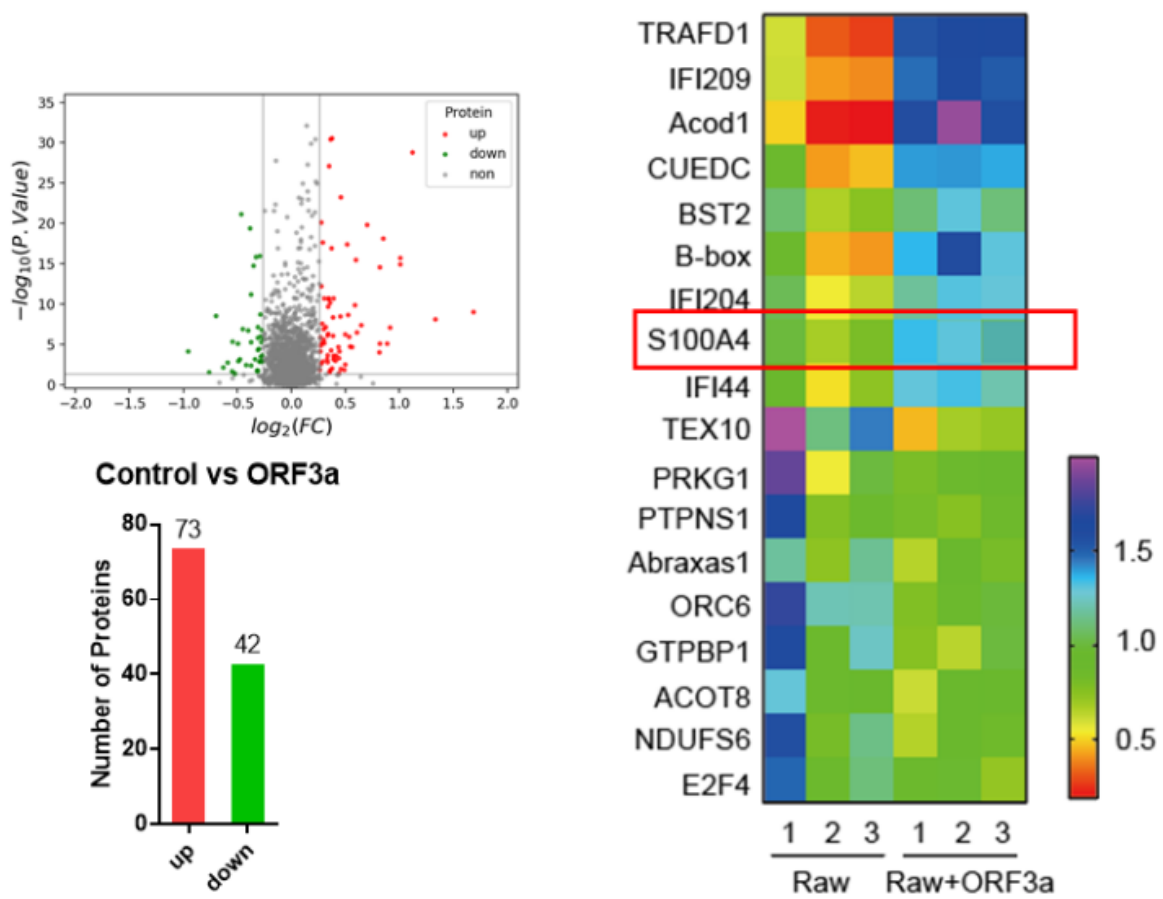 35
30
25
20
15
10
5
0
−log10(P. Value)
Protein
up
down
non
−2.0 −1.5 −1.0 −0.5 0.0 0.5 1.0 1.5 2.0
log2(FC)
Control vs ORF3a
Number of Proteins
80
60
40
20
0
73
42
up
down
TRAFD1
IFI209
Acod1
CUEDC
BST2
B-box
IFI204
S100A4
IFI44
TEX10
PRKG1
PTPNS1
Abraxas1
ORC6
GTPBP1
ACOT8
NDUFS6
E2F4
1 2 3 1 2 3
Raw Raw+ORF3a
1.5
1.0
0.5